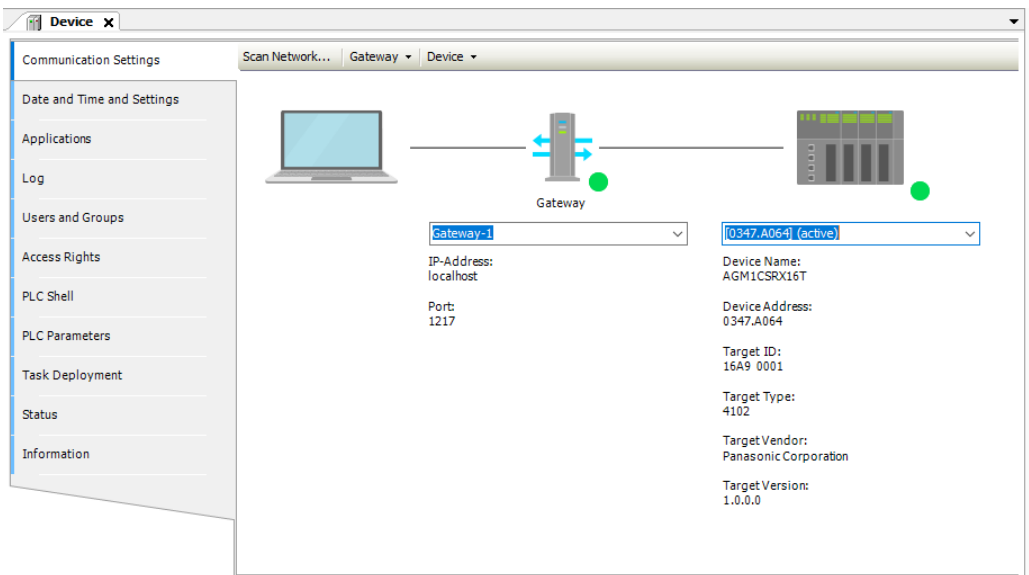 Device
Communication Settings
Date and Time and Settings
Applications
Log
Users and Groups
Access Rights
PLC Shell
PLC Parameters
Task Deployment
Status
Information
Scan Network... Gateway Device
Gateway
Gateway-1
IP-Address:
localhost
Port:
1217
[0347.A064] (active)
Device Name:
AGM1CSRX16T
Device Address:
0347.A064
Target ID:
16A9 0001
Target Type:
4102
Target Vendor:
Panasonic Corporation
Target Version:
1.0.0.0